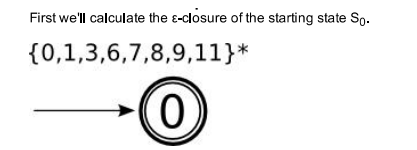 First we'll calculate the ε-closure of the starting state S₀.
{0,1,3,6,7,8,9,11}*
0